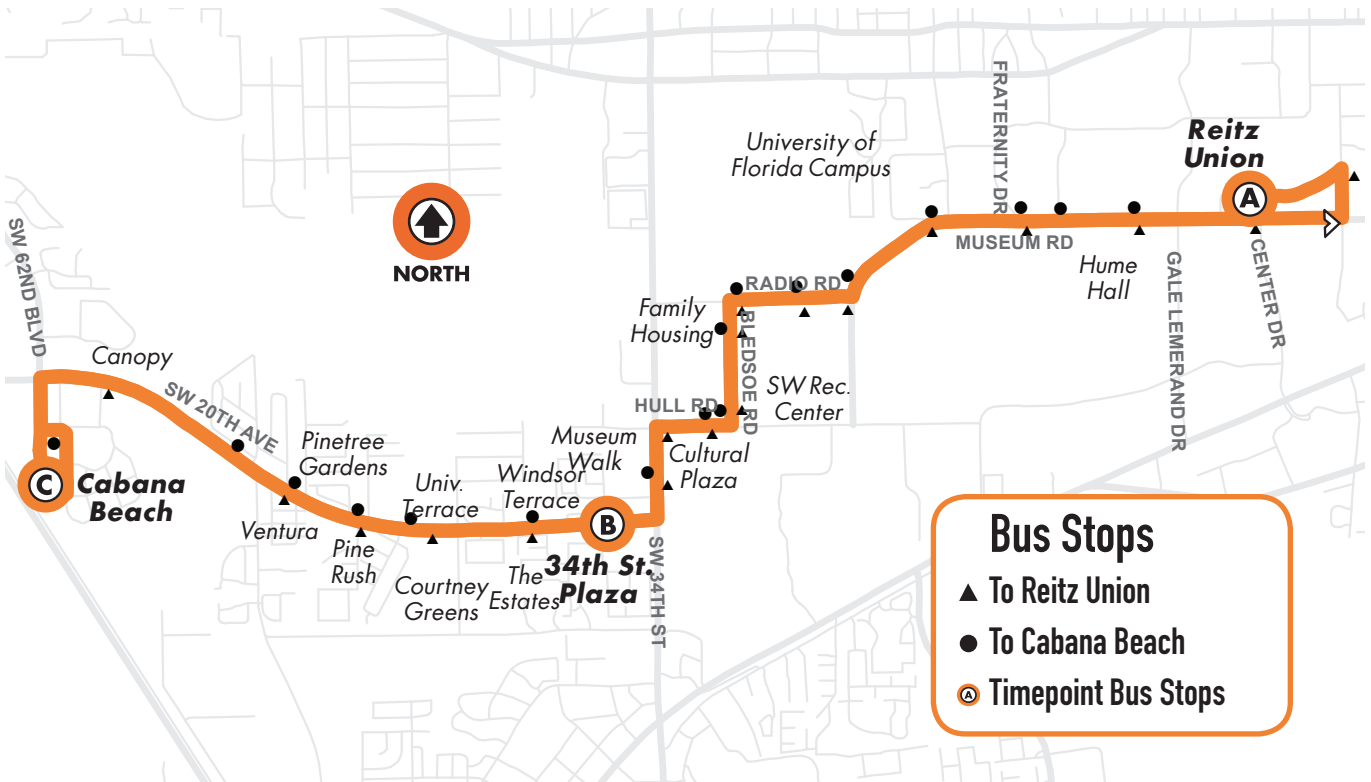 FRATERNITY DR
Reitz
Union
University of
Florida Campus
A
SW 62ND BLVD
NORTH
MUSEUM RD
CENTER DR
GALE LEMERAND DR
Hume
Hall
RADIO RD
Family
Housing
BLEDSOE RD
Canopy
SW 20TH AVE
SW Rec.
Center
HULL RD
Pinetree
Gardens
Museum
Walk
Cultural
Plaza
C
Cabana
Beach
Univ.
Terrace
Windsor
Terrace
B
Ventura
Pine
Rush
34th St.
Plaza
SW 34TH ST
Courtney
Greens
The
Estates
Bus Stops
To Reitz Union
To Cabana Beach
A
Timepoint Bus Stops